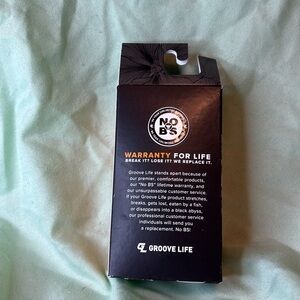 NO
BS
WARRANTY FOR LIFE
BREAK IT? LOSE IT? WE REPLACE IT.
Groove Life stands apart because of
our premier, comfortable products,
our "No BS" lifetime warranty, and
our unsurpassable customer service.
If your Groove Life product stretches,
breaks, gets lost, eaten by a fish,
or disappears into a black abyss,
our professional customer service
individuals will send you
a replacement. No BS!
GROOVE LIFE